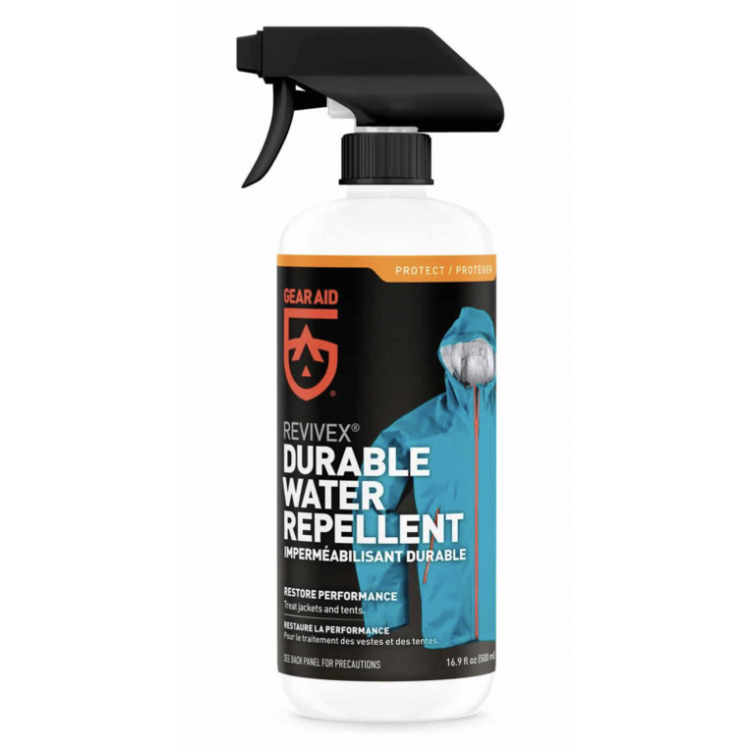 PROTECT / PROTÉGER
GEAR AID
REVIVEX®
DURABLE
WATER
REPELLENT
IMPERMÉABILISANT DURABLE
RESTORE PERFORMANCE
Treat jackets and tents.
RESTAURE LA PERFORMANCE
Pour le traitement des vestes et des tentes.
SEE BACK PANEL FOR PRECAUTIONS
16.9 fl oz (500 ml)